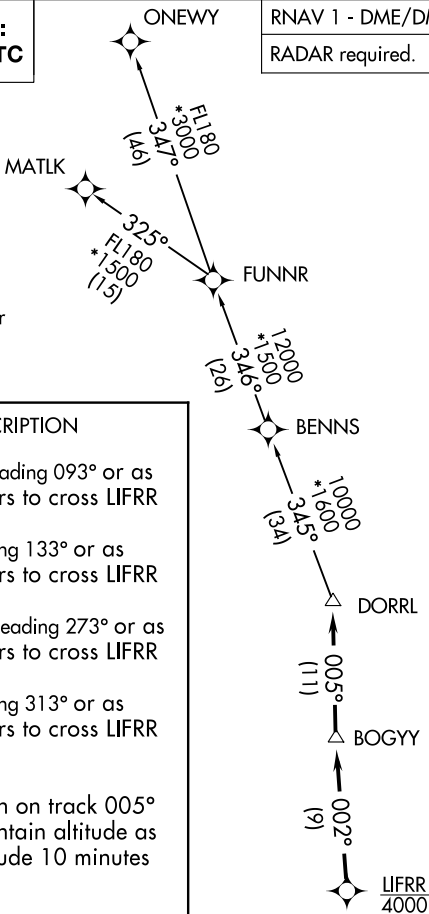 :
TC
ONEWY
RNAV 1 - DME/DM
RADAR required.
FL180
*3000
347°
(46)
MATLK
325°
FL180
*1500
(15)
FUNNR
r
12000
*1500
346°
(26)
BENNS
CRIPTION
ading 093° or as
rs to cross LIFRR
ng 133° or as
rs to cross LIFRR
eading 273° or as
rs to cross LIFRR
ng 313° or as
rs to cross LIFRR
n on track 005°
ntain altitude as
ude 10 minutes
10000
*1600
345°
(34)
DORRL
005°
(11)
BOGYY
002°
(9)
LIFRR
4000